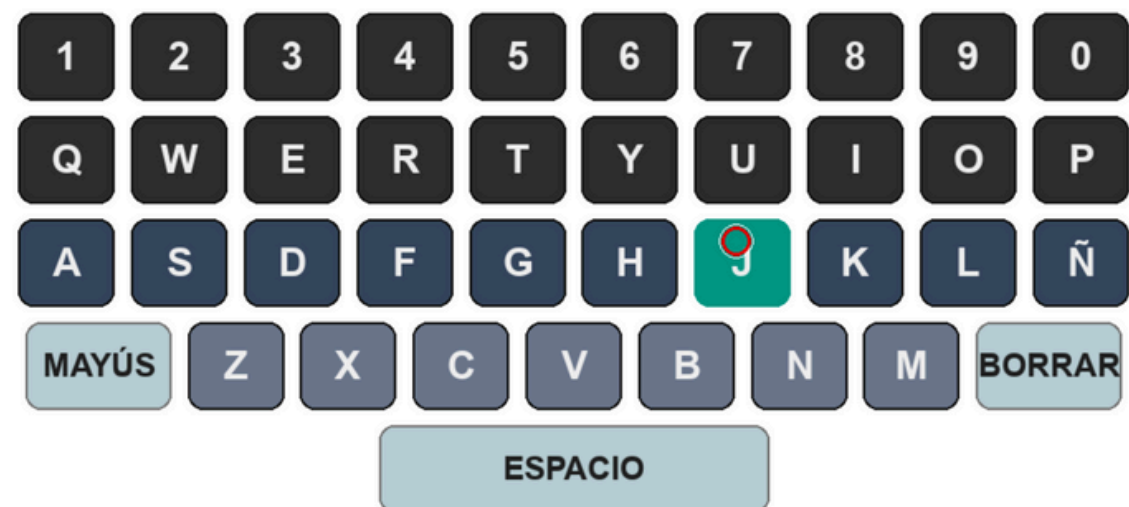 1 2 3 4 5 6 7 8 9 0
Q W E R T Y U I O P
A S D F G H J K L Ñ
MAYÚS Z X C V B N M BORRAR
ESPACIO